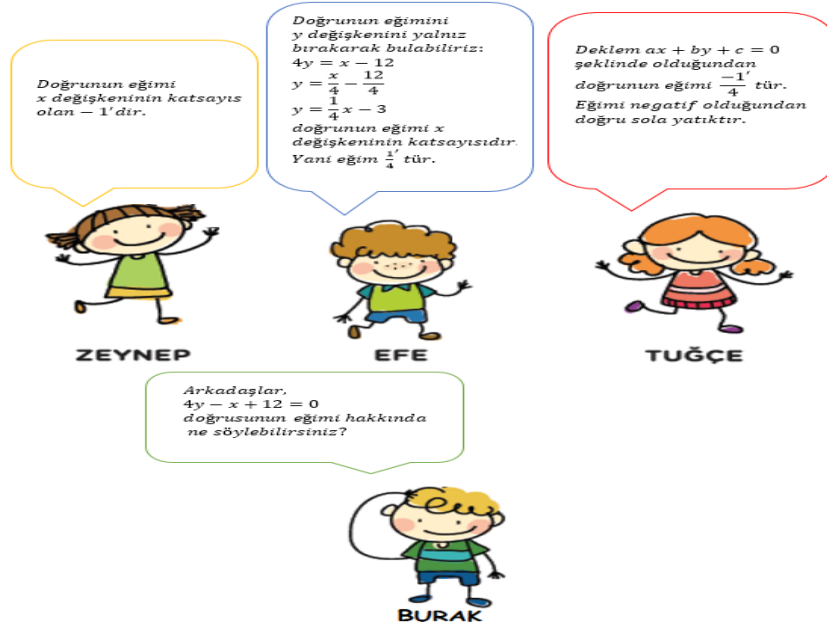 Doğrunun eğimi
x değişkeninin katsayıs
olan − 1'dir.
Doğrunun eğimini
y değişkenini yalnız
bırakarak bulabiliriz:
4y = x − 12
y = x/4 − 12/4
y = 1/4 x − 3
doğrunun eğimi x
değişkeninin katsayısıdır
Yani eğim 1/4' tür.
Deklem ax + by + c = 0
şeklinde olduğundan
doğrunun eğimi −1/4' tür.
Eğimi negatif olduğundan
doğru sola yatıktır.
ZEYNEP
EFE
TUĞÇE
Arkadaşlar,
4y − x + 12 = 0
doğrusunun eğimi hakkında
ne söylebilirsiniz?
BURAK